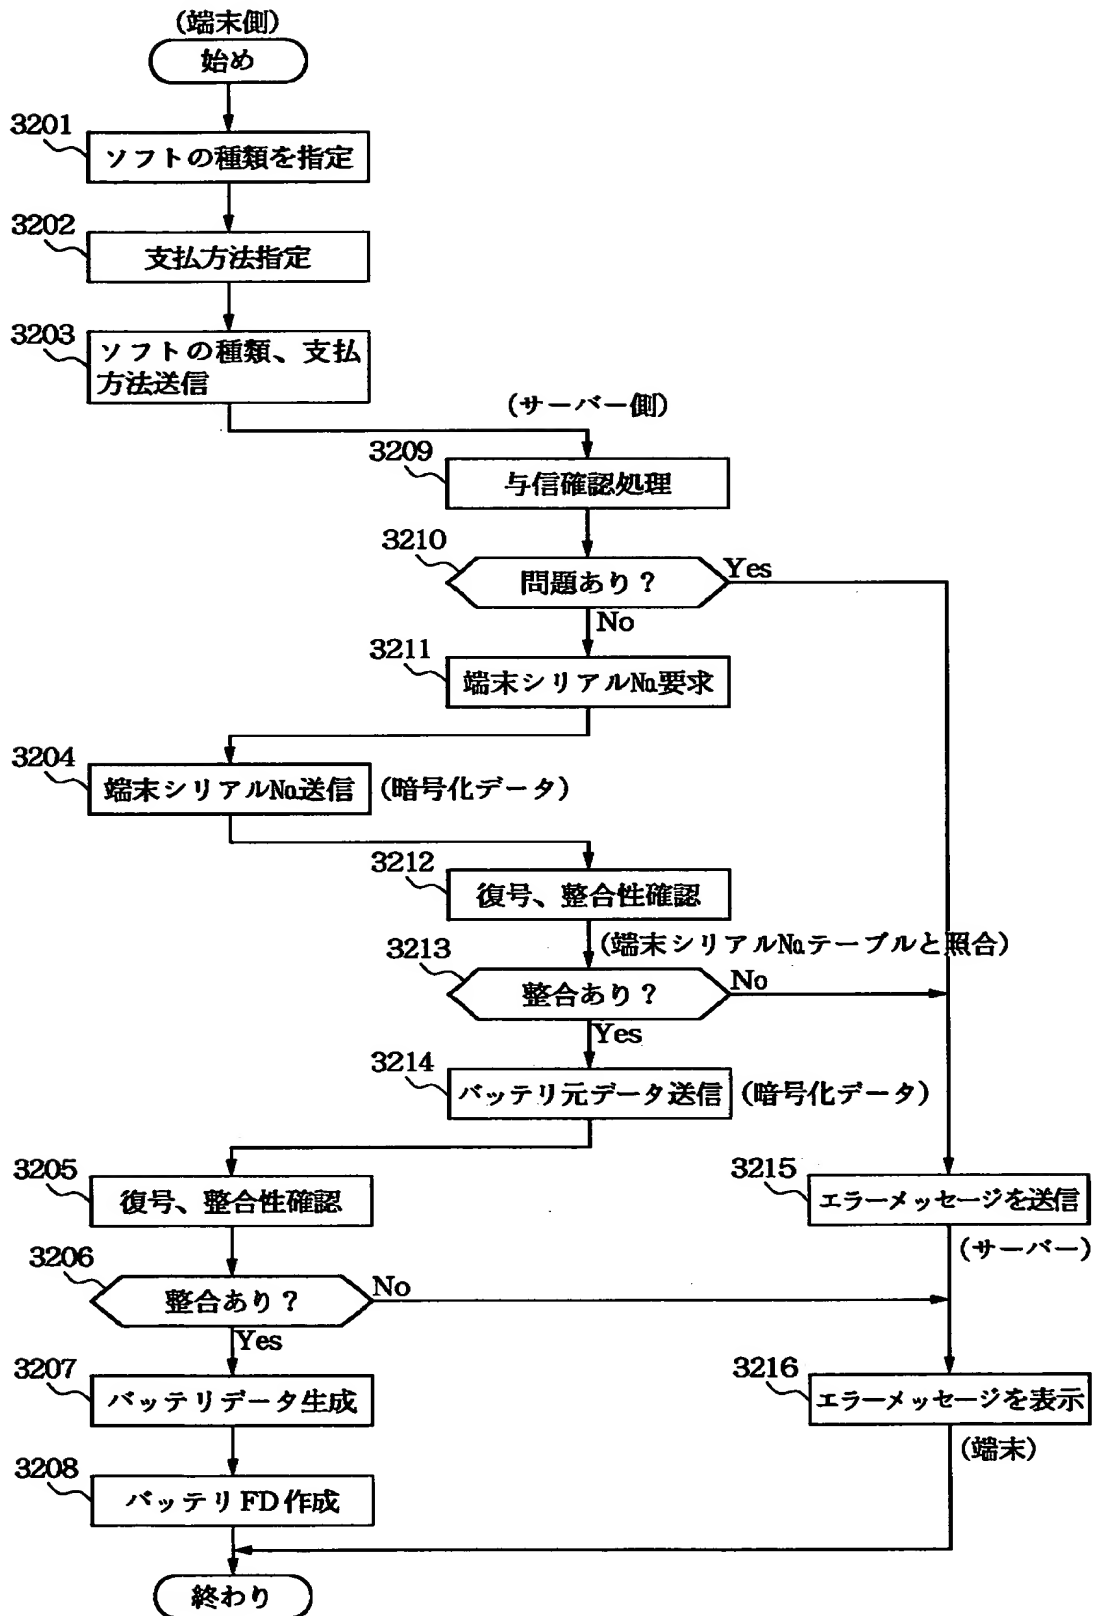 (端末側)
始め
3201
ソフトの種類を指定
3202
支払方法指定
3203
ソフトの種類、支払
方法送信
(サーバー側)
3209
与信確認処理
3210
問題あり?
Yes
No
3211
端末シリアル№要求
3204
端末シリアル№送信
(暗号化データ)
3212
復号、整合性確認
(端末シリアル№テーブルと照合)
3213
整合あり?
No
Yes
3214
バッテリ元データ送信
(暗号化データ)
3205
復号、整合性確認
3215
エラーメッセージを送信
(サーバー)
3206
整合あり?
No
Yes
3207
バッテリデータ生成
3216
エラーメッセージを表示
(端末)
3208
バッテリFD作成
終わり